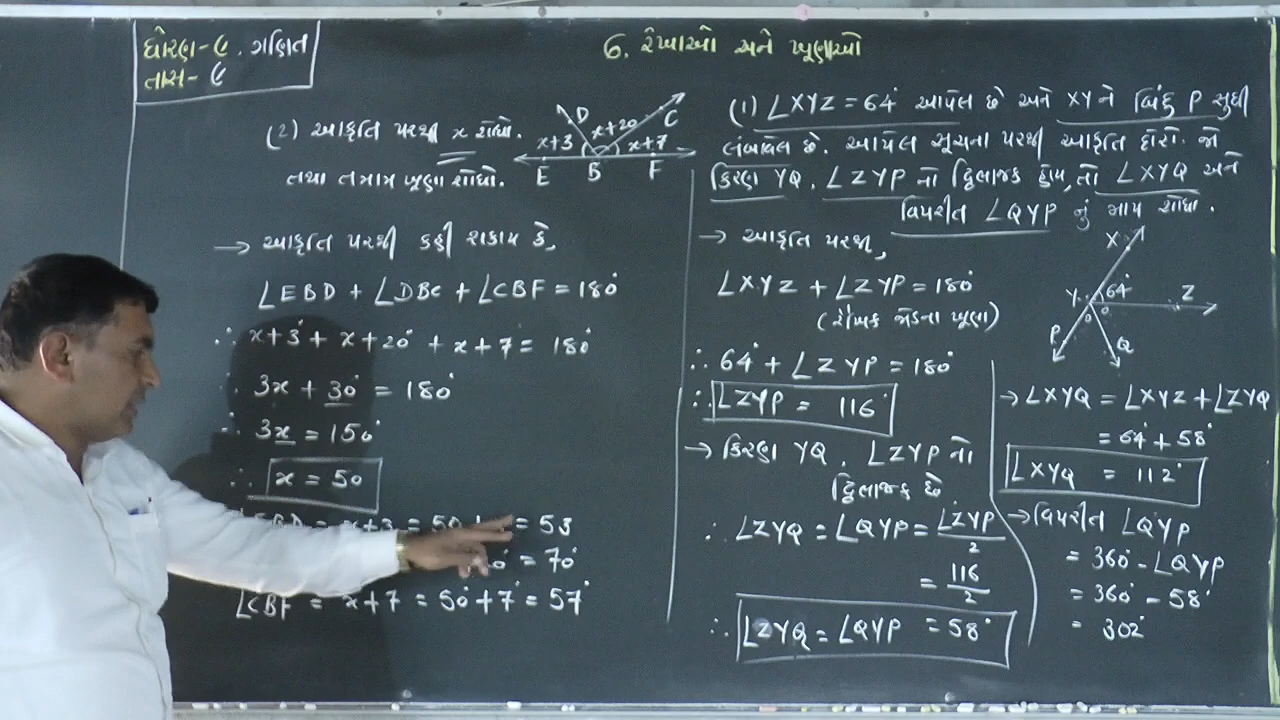 ધોરણ-૯. ગણિત
તાસ- ૯
6. રેખાઓ અને ખૂણાઓ
(1) ∠XYZ = 64° આપેલ છે અને XY ને બિંદુ P સુધી
લંબાવેલ છે. આપેલ સૂચના પરથી આકૃતિ દોરો. જો
કિરણ YQ, ∠ZYP નો દ્વિભાજક હોય, તો ∠XYQ અને
વિપરીત ∠QYP નું માપ શોધો.
→ આકૃતિ પરથી,
∠XYZ + ∠ZYP = 180°
(રૈખિક જોડના ખૂણા)
∴ 64° + ∠ZYP = 180°
∴ ∠ZYP = 116°
→ કિરણ YQ, ∠ZYP નો
દ્વિભાજક છે
∴ ∠ZYQ = ∠QYP = ∠ZYP/2
= 116/2
∴ ∠ZYQ = ∠QYP = 58°
X
Y 64° Z
P Q
→ ∠XYQ = ∠XYZ + ∠ZYQ
= 64° + 58°
∠XYQ = 112°
→ વિપરીત ∠QYP
= 360° - ∠QYP
= 360° - 58°
= 302°
(2) આકૃતિ પરથી x શોધો.
તથા તમામ ખૂણા શોધો.
D C
x+3 x+20 x+7
E B F
→ આકૃતિ પરથી કહી શકાય કે,
∠EBD + ∠DBC + ∠CBF = 180°
∴ x+3° + x+20° + x+7° = 180°
∴ 3x + 30° = 180°
∴ 3x = 150°
∴ x = 50
∠EBD = x+3 = 50 = 53
= 70°
∠CBF = x+7 = 50°+7° = 57°